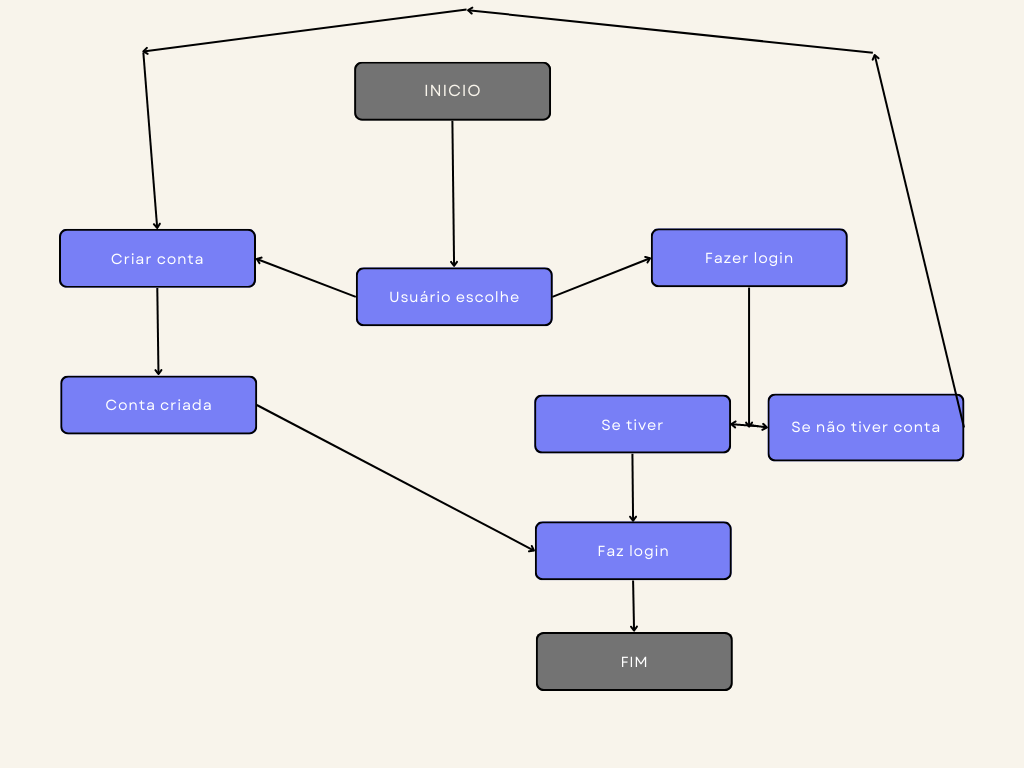 INICIO
Criar conta
Usuário escolhe
Fazer login
Conta criada
Se tiver
Se não tiver conta
Faz login
FIM